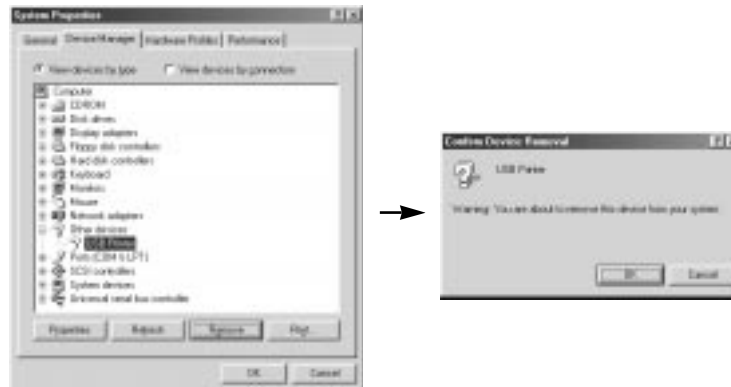 System Properties
General Device Manager Hardware Profiles Performance
View devices by type View devices by connection
Computer
CDROM
Disk drives
Display adapters
Floppy disk controllers
Hard disk controllers
Keyboard
Monitors
Mouse
Network adapters
Other devices
USB Printer
Ports (COM & LPT)
SCSI controllers
System devices
Universal serial bus controller
Properties Refresh Remove Print...
OK Cancel
Confirm Device Removal
USB Printer
Warning: You are about to remove this device from your system.
OK Cancel